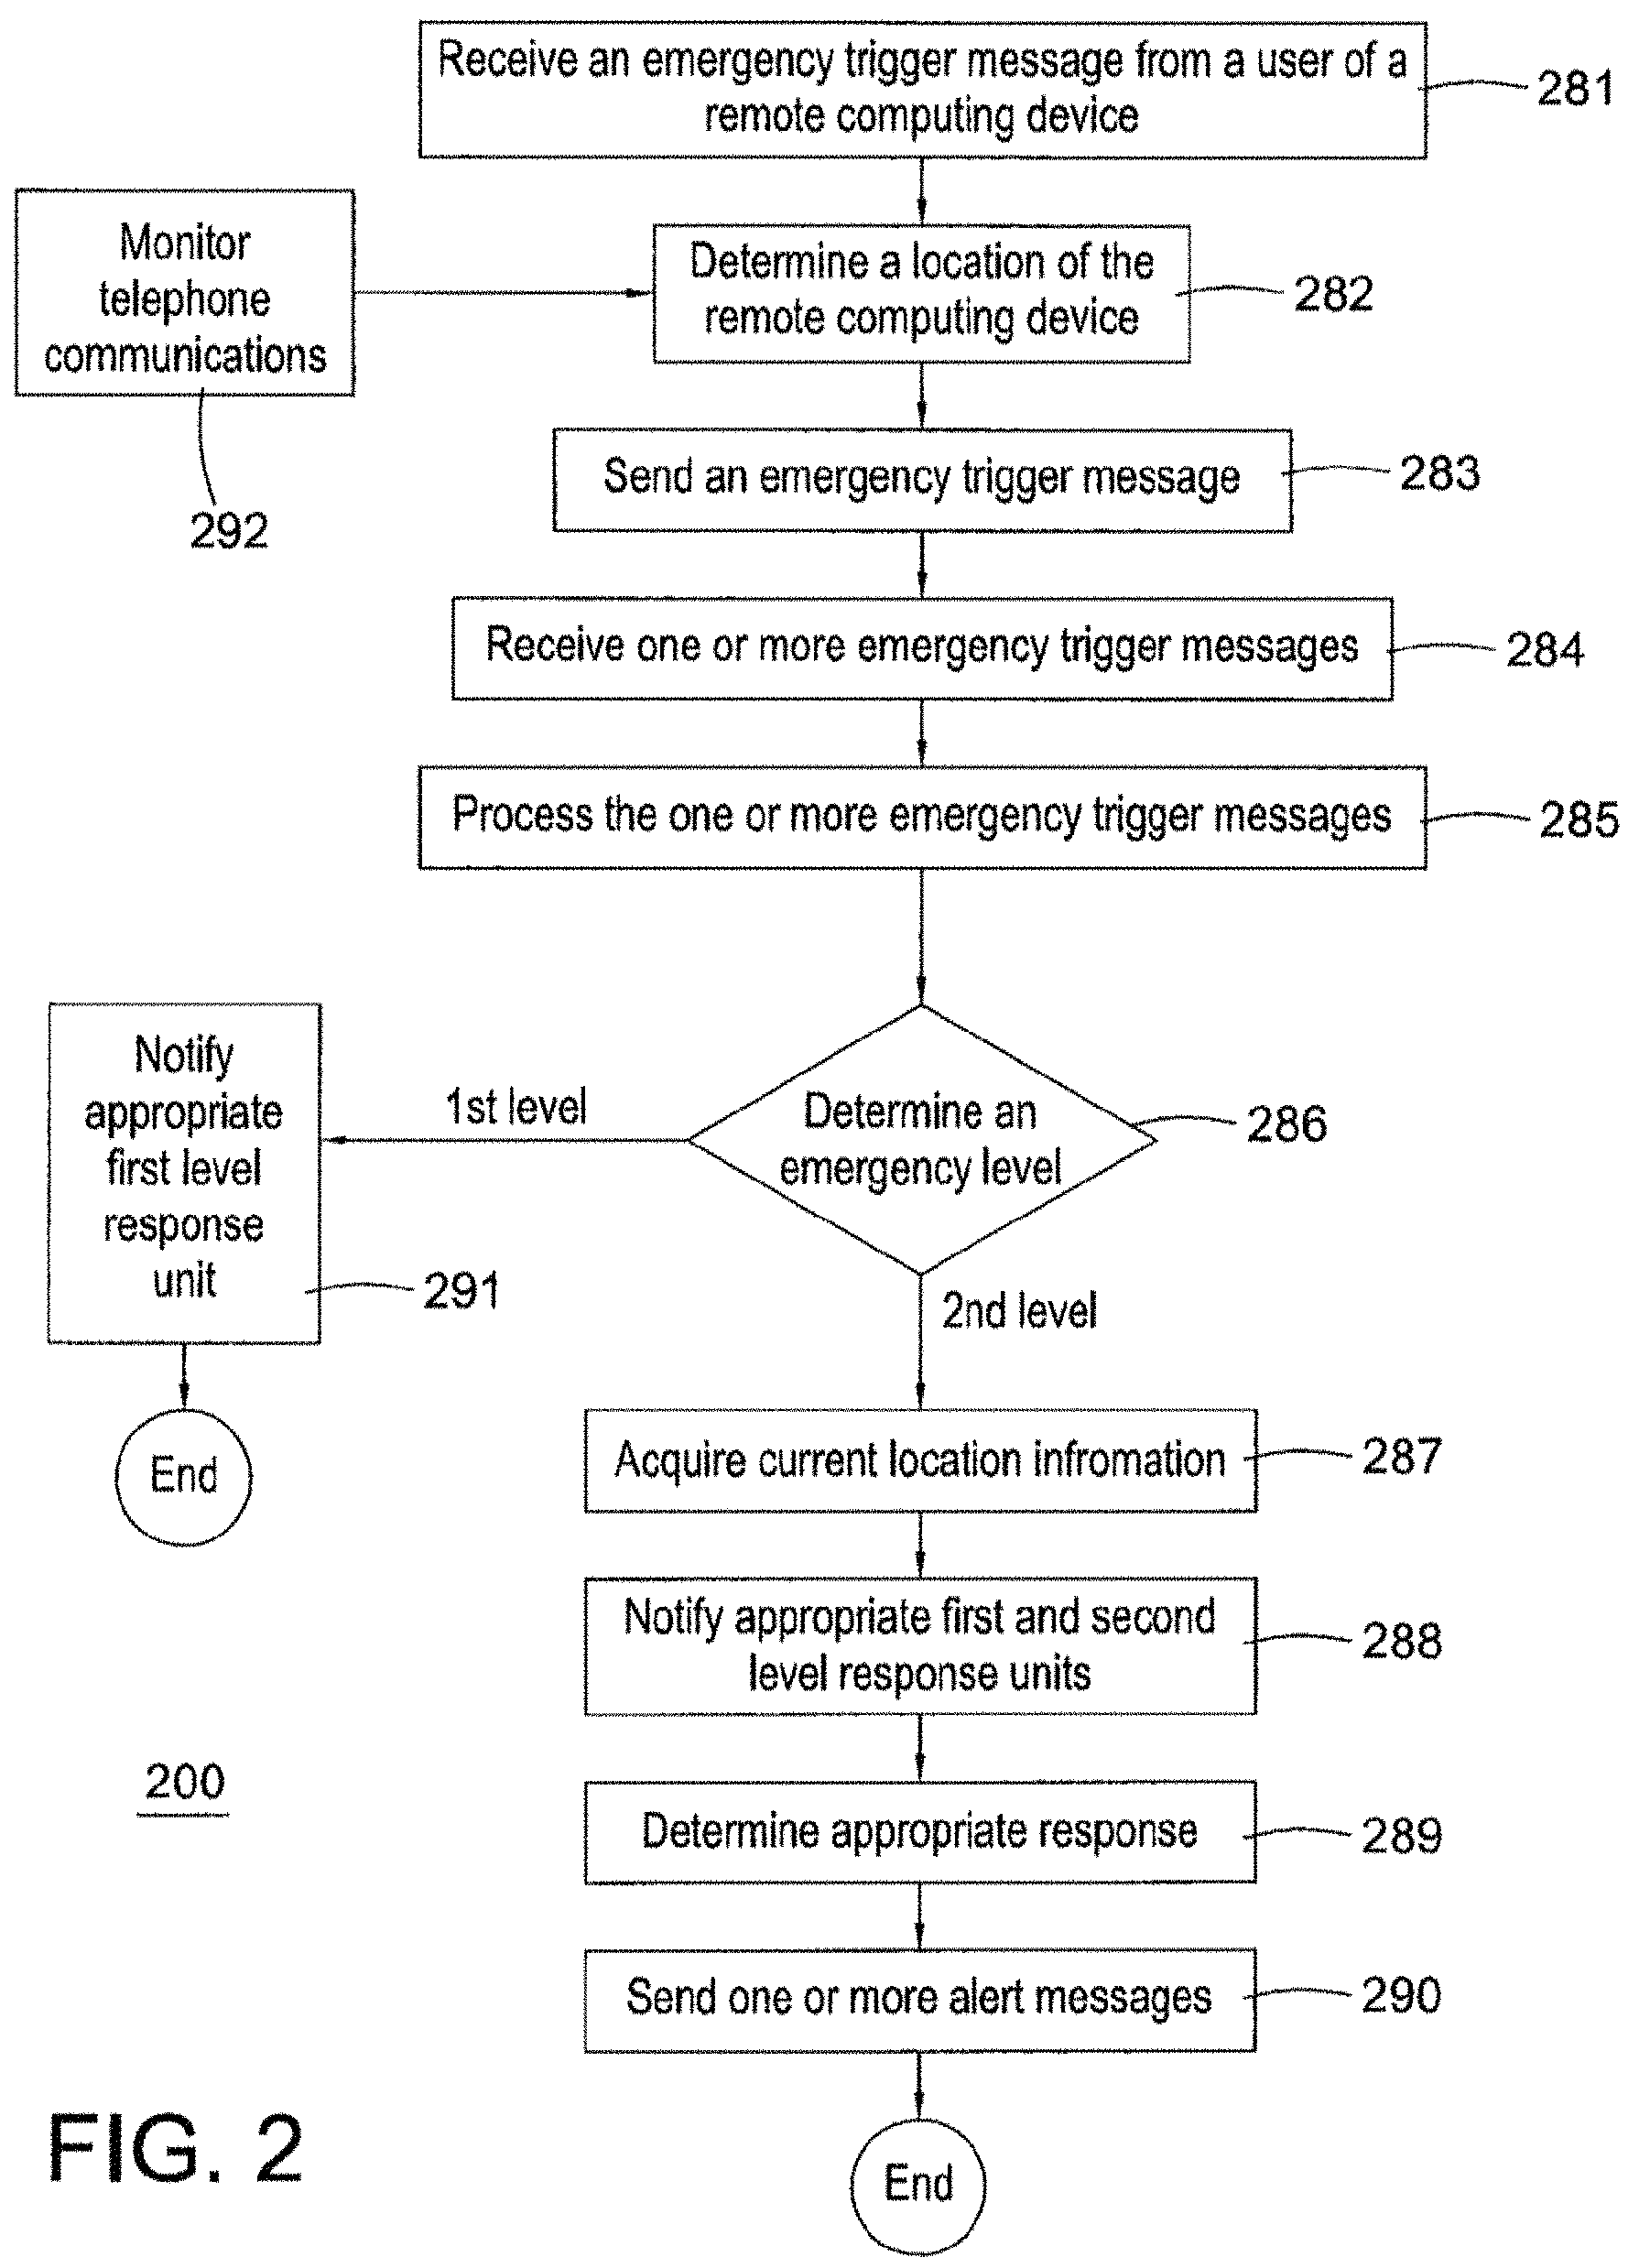 Receive an emergency trigger message from a user of a
remote computing device
281
Monitor
telephone
communications
292
Determine a location of the
remote computing device
282
Send an emergency trigger message
283
Receive one or more emergency trigger messages
284
Process the one or more emergency trigger messages
285
Determine an
emergency level
286
1st level
Notify
appropriate
first level
response
unit
291
End
2nd level
Acquire current location infromation
287
Notify appropriate first and second
level response units
288
Determine appropriate response
289
Send one or more alert messages
290
End
200
FIG. 2